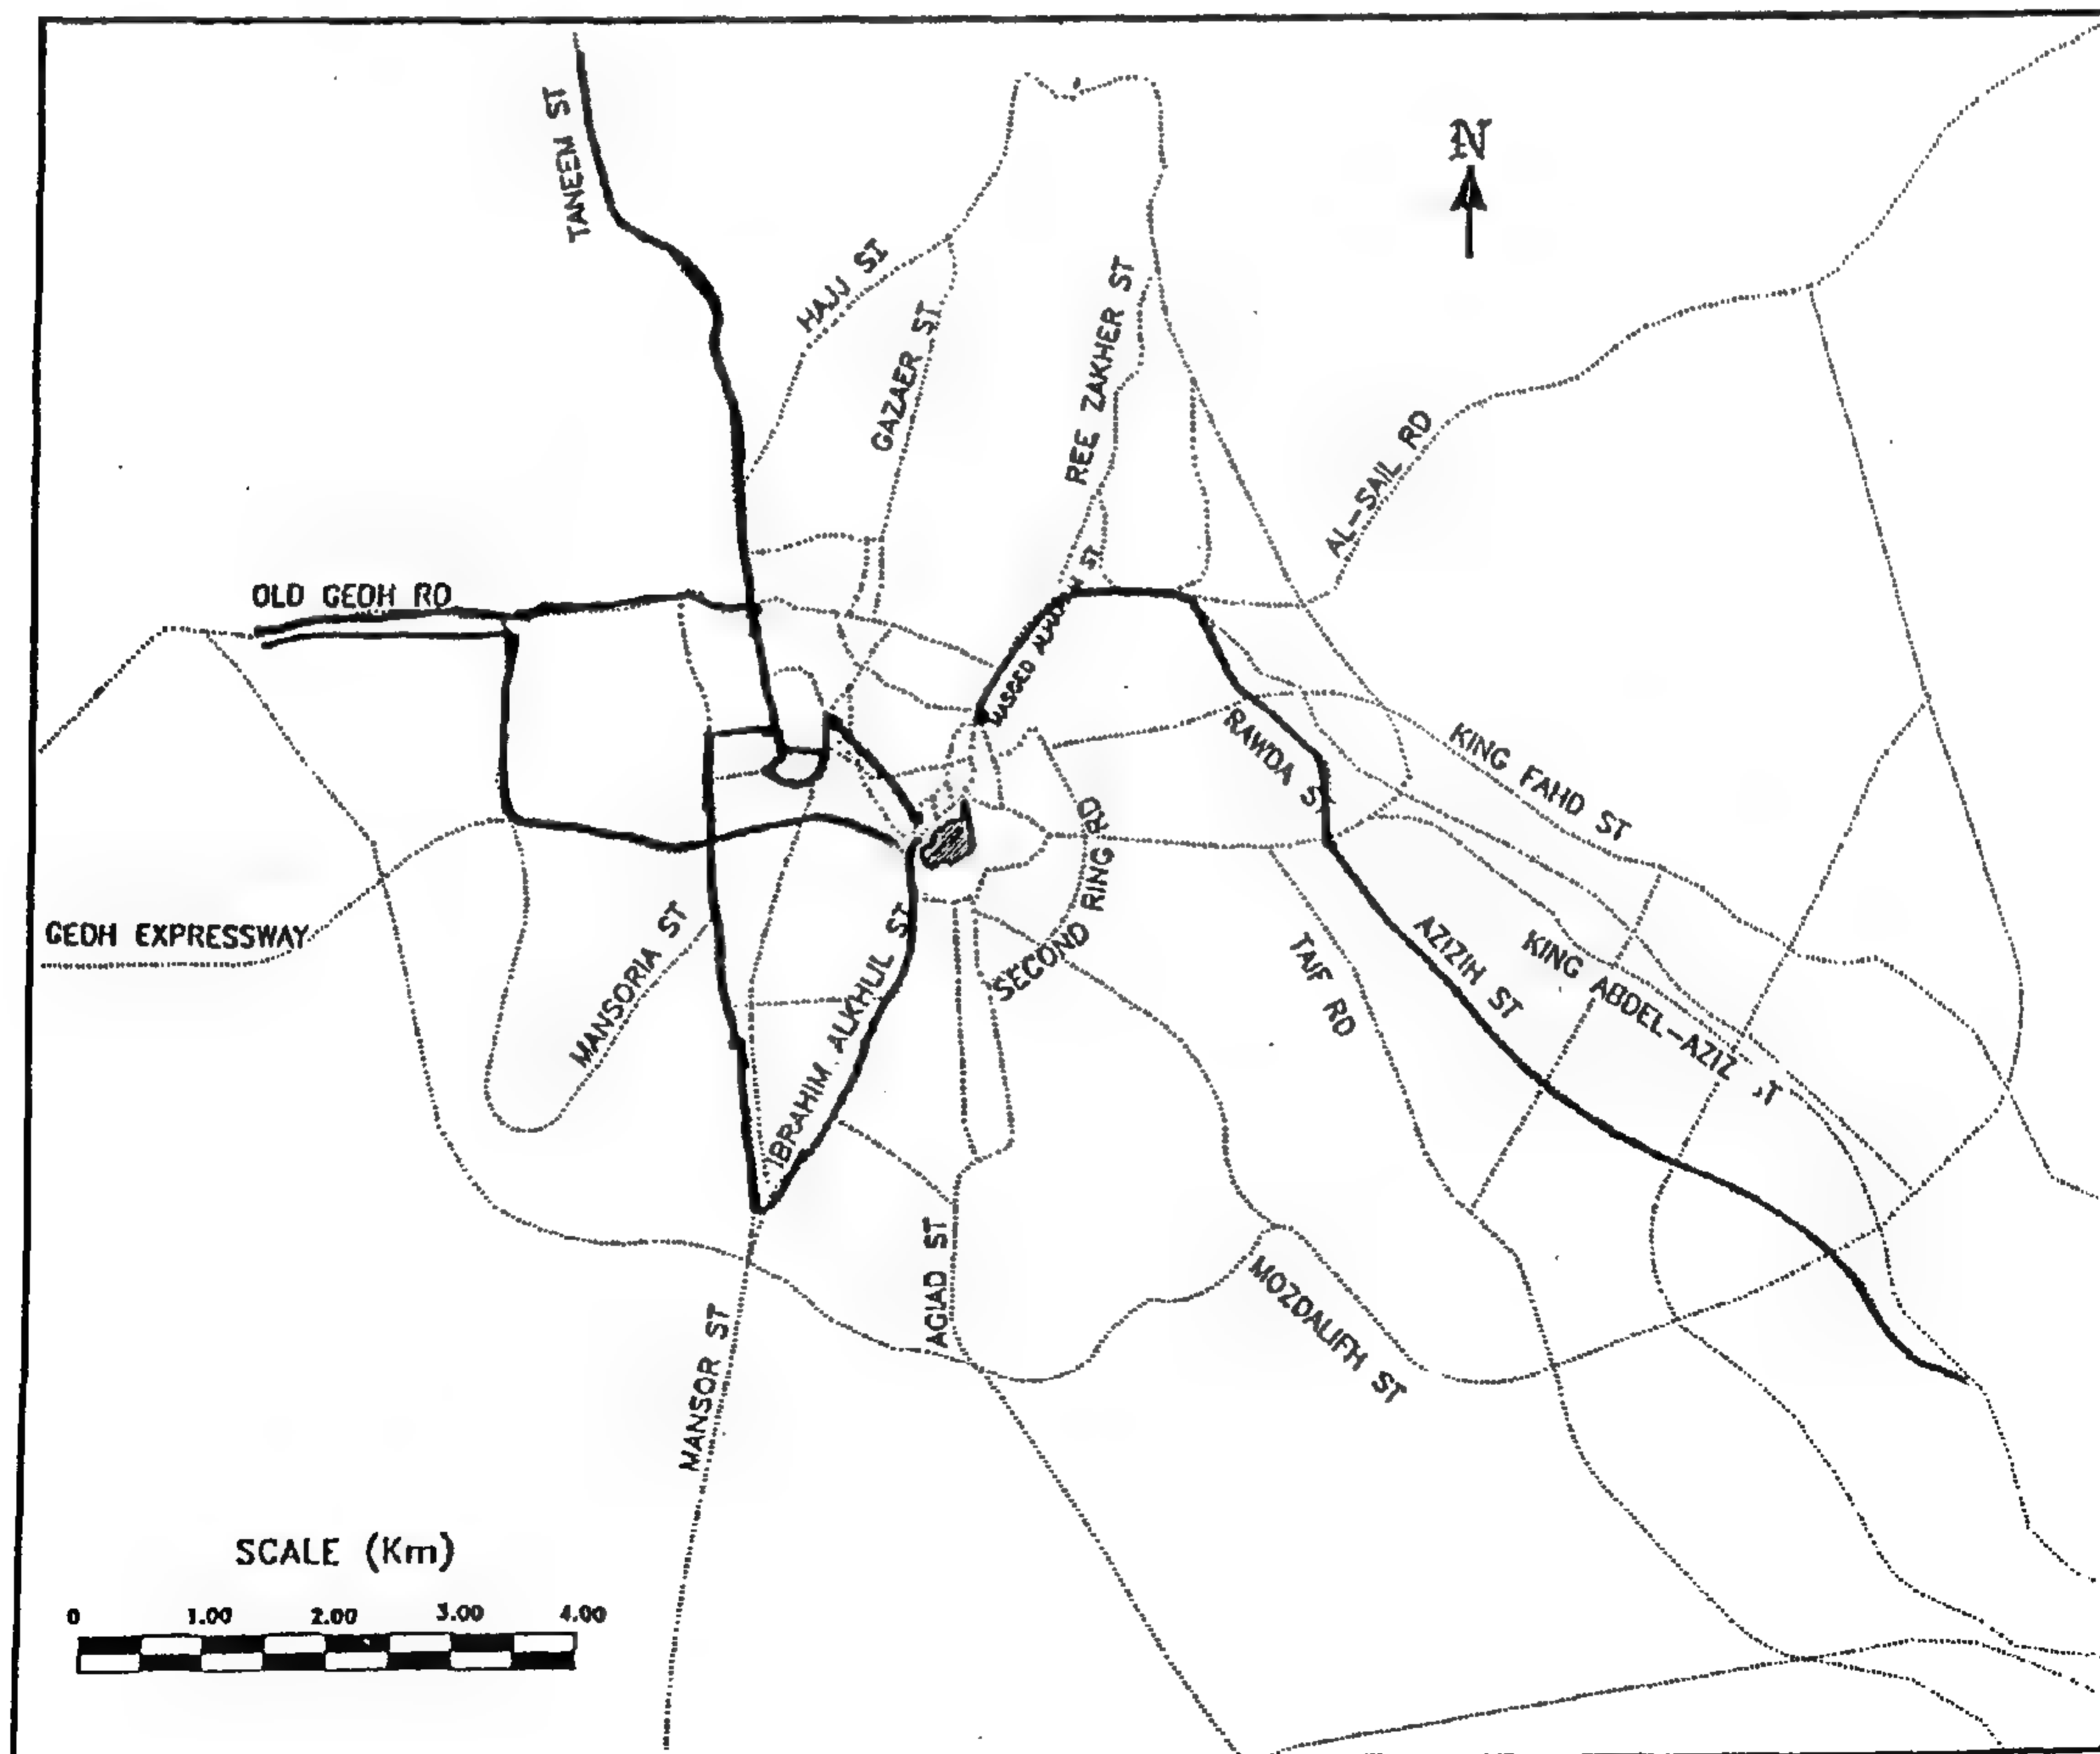 N
TANEEM ST
HAJJ ST
GAZAER ST
REE ZAKHER ST
AL-SAIL RD
OLD GEDH RD
MASGED
ST
RAWDA ST
KING FAHD ST
SECOND RING RD
GEDH EXPRESSWAY
MANSORIA ST
IBRAHIM ALKHLIL ST
TAIF RD
AZIZIH ST
KING ABDEL-AZIZ ST
AGIAD ST
MOZDALIFH ST
MANSOR ST
SCALE (Km)
0 1.00 2.00 3.00 4.00